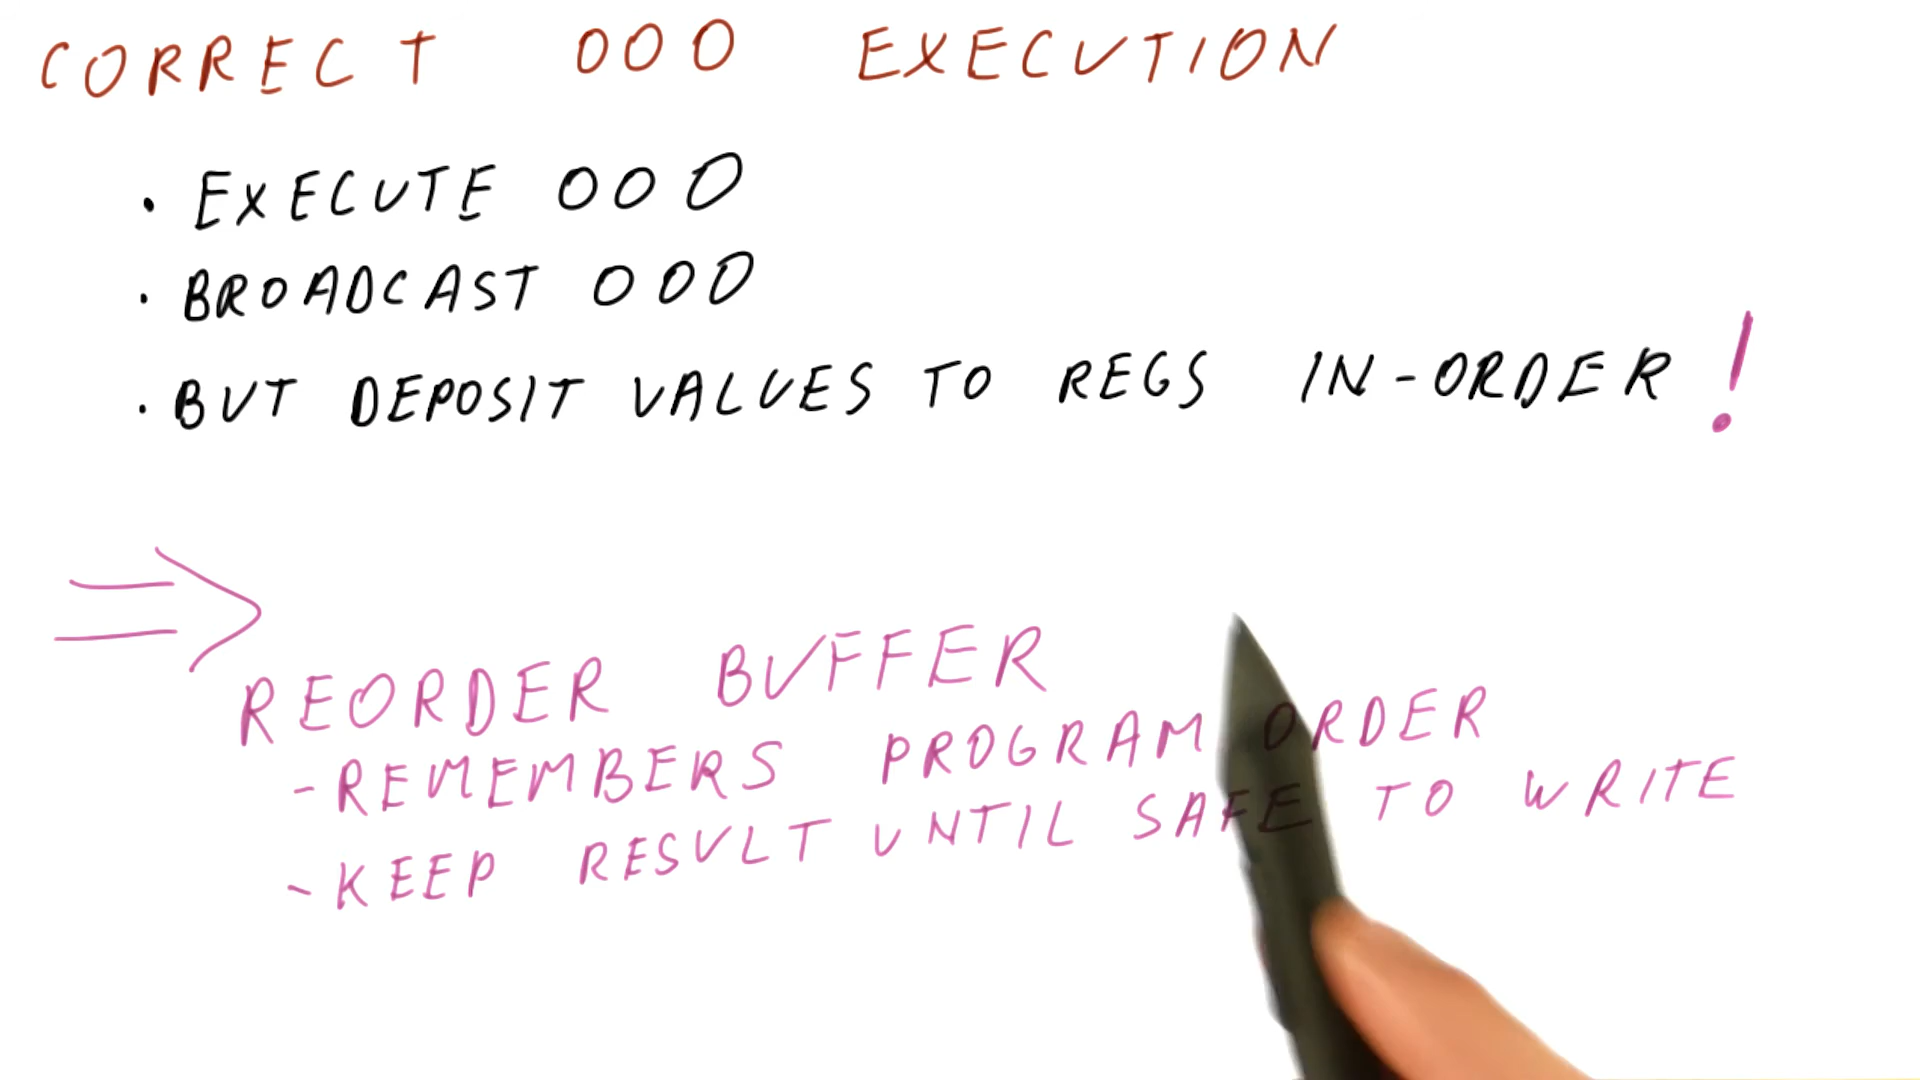 CORRECT OOO EXECUTION
· EXECUTE OOO
· BROADCAST OOO
· BUT DEPOSIT VALUES TO REGS IN-ORDER!
⇒
REORDER BUFFER
- REMEMBERS PROGRAM ORDER
- KEEP RESULT UNTIL SAFE TO WRITE